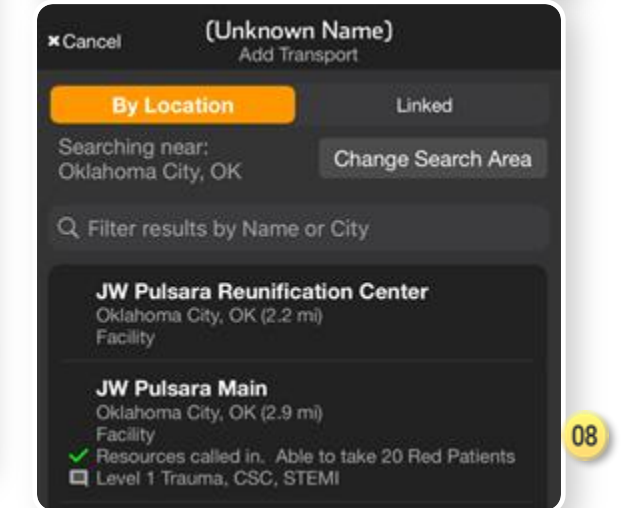 (Unknown Name)
✖Cancel
Add Transport
By Location
Linked
Searching near:
Oklahoma City, OK
Change Search Area
Filter results by Name or City
JW Pulsara Reunification Center
Oklahoma City, OK (2.2 mi)
Facility
JW Pulsara Main
Oklahoma City, OK (2.9 mi)
Facility
Resources called in. Able to take 20 Red Patients
Level 1 Trauma, CSC, STEMI
08